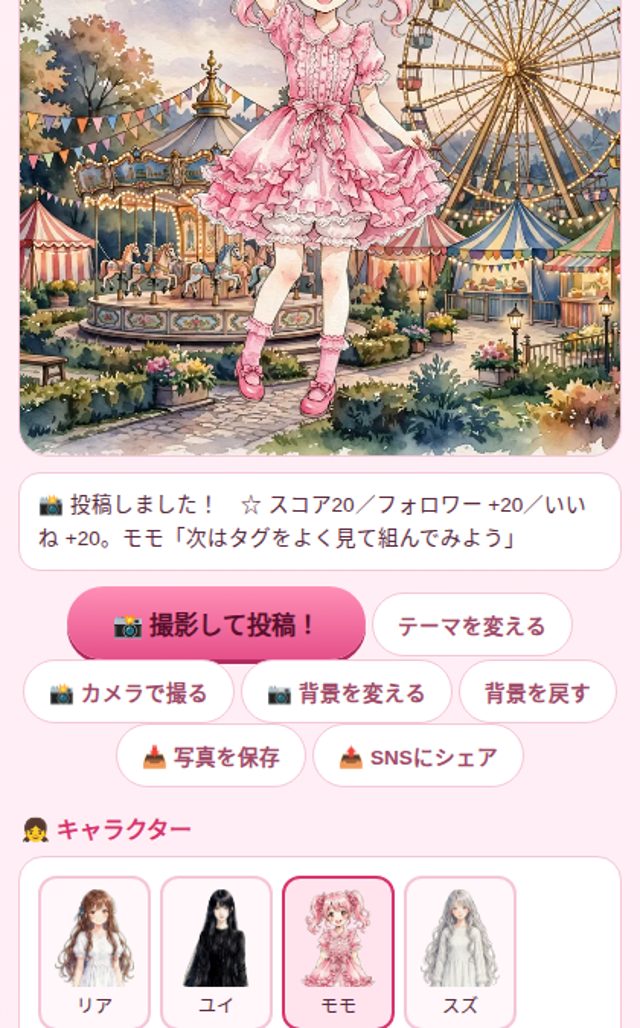 📸 投稿しました！　☆ スコア20／フォロワー +20／いい
ね +20。モモ「次はタグをよく見て組んでみよう」
📸 撮影して投稿！
テーマを変える
📸 カメラで撮る
📷 背景を変える
背景を戻す
📥 写真を保存
📤 SNSにシェア
👧 キャラクター
リア
ユイ
モモ
スズ